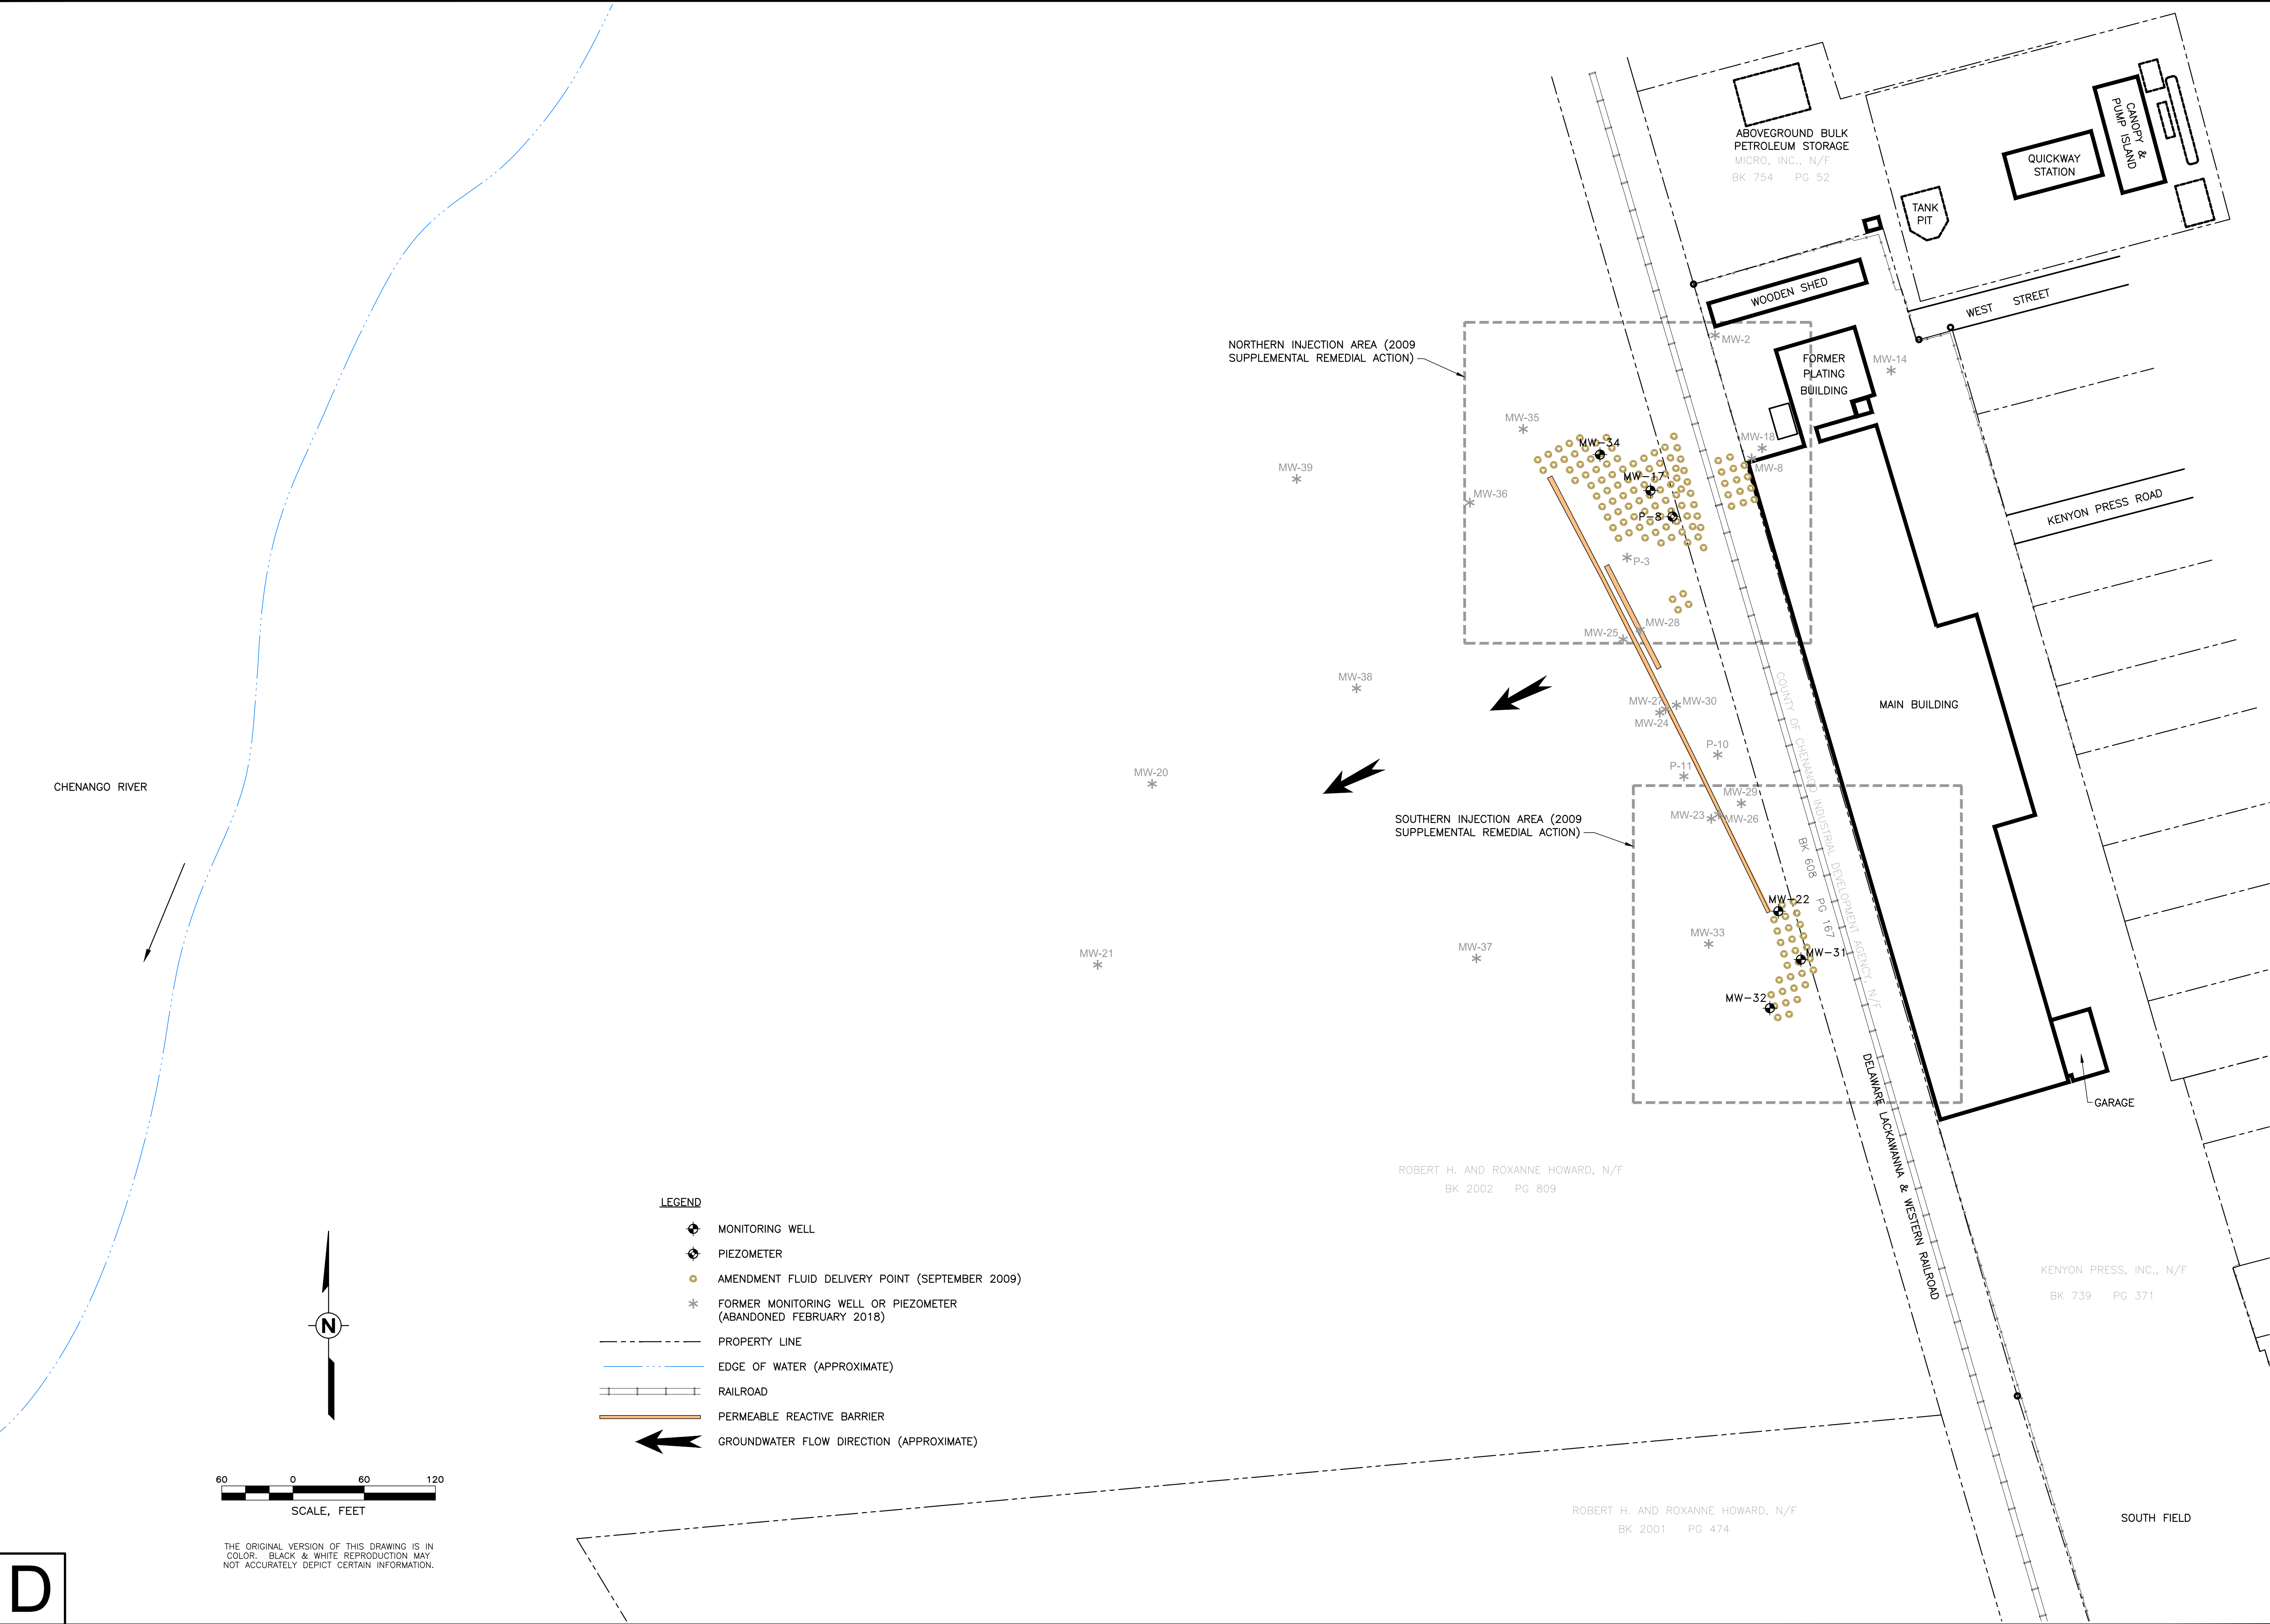 ABOVEGROUND BULK
PETROLEUM STORAGE
MICRO, INC., N/F
BK 754 PG 52
CANOPY &
PUMP ISLAND
QUICKWAY
STATION
TANK
PIT
WOODEN SHED
WEST STREET
NORTHERN INJECTION AREA (2009
SUPPLEMENTAL REMEDIAL ACTION)
MW-2
FORMER
PLATING
BUILDING
MW-14
MW-35
MW-34
MW-18
MW-8
MW-39
MW-17
MW-36
P-8
KENYON PRESS ROAD
P-3
MW-28
MW-25
MW-38
MW-27
MW-30
MW-24
MAIN BUILDING
COUNTY OF CHENANGO INDUSTRIAL DEVELOPMENT AGENCY, N/F
BK 608 PG 167
P-10
P-11
MW-20
CHENANGO RIVER
MW-29
MW-23
MW-26
SOUTHERN INJECTION AREA (2009
SUPPLEMENTAL REMEDIAL ACTION)
MW-22
MW-33
MW-37
MW-21
MW-31
MW-32
DELAWARE LACKAWANNA & WESTERN RAILROAD
GARAGE
ROBERT H. AND ROXANNE HOWARD, N/F
BK 2002 PG 809
KENYON PRESS, INC., N/F
BK 739 PG 371
LEGEND
MONITORING WELL
PIEZOMETER
AMENDMENT FLUID DELIVERY POINT (SEPTEMBER 2009)
FORMER MONITORING WELL OR PIEZOMETER
(ABANDONED FEBRUARY 2018)
PROPERTY LINE
EDGE OF WATER (APPROXIMATE)
RAILROAD
PERMEABLE REACTIVE BARRIER
GROUNDWATER FLOW DIRECTION (APPROXIMATE)
N
60 0 60 120
SCALE, FEET
THE ORIGINAL VERSION OF THIS DRAWING IS IN
COLOR. BLACK & WHITE REPRODUCTION MAY
NOT ACCURATELY DEPICT CERTAIN INFORMATION.
ROBERT H. AND ROXANNE HOWARD, N/F
BK 2001 PG 474
SOUTH FIELD
D